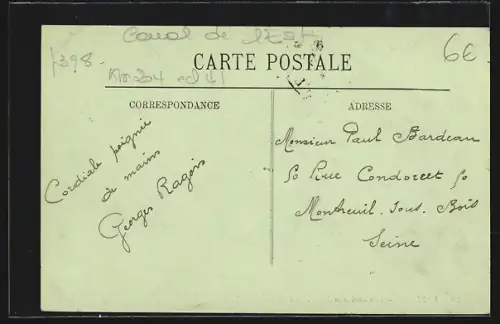 Canal de l'Est
1398
6€
CARTE POSTALE
CORRESPONDANCE
ADRESSE
Cordiale poignée
de mains
Georges Ragois
Monsieur Paul Bardeau
50 Rue Condorcet 50
Montreuil. sous. Bois
Seine